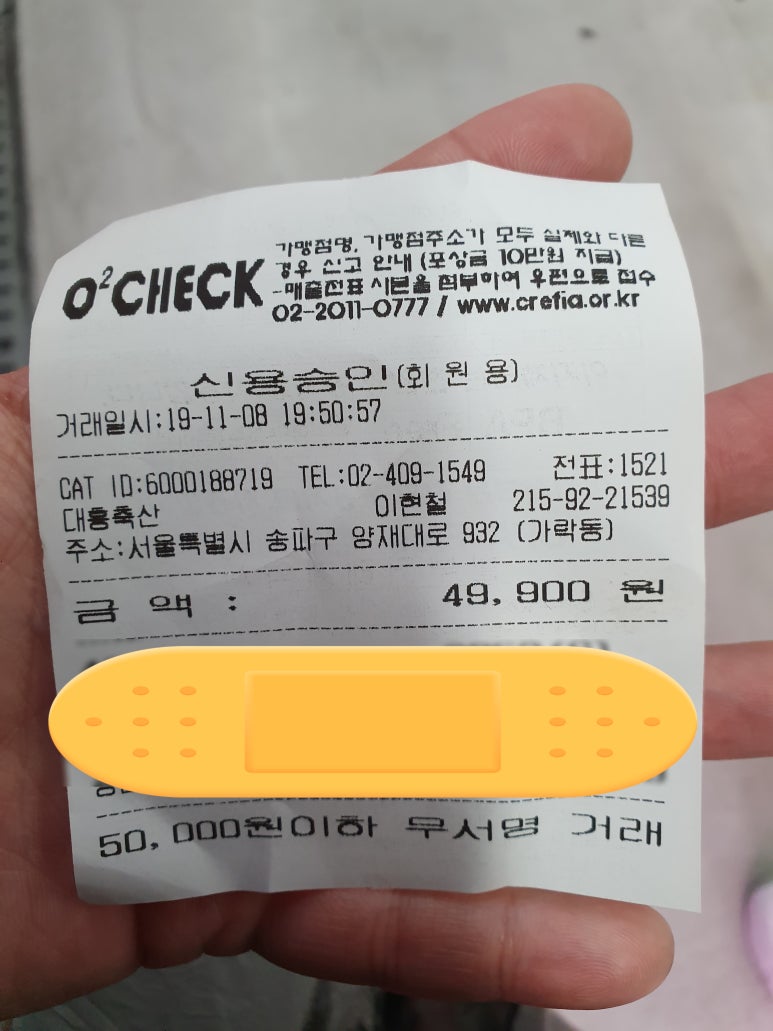 가맹점명, 가맹점주소가 모두 실제와 다른
경우 신고 안내 (포상금 10만원 지급)
-매출전표 사본을 첨부하여 우편으로 접수
02-2011-0777 / www.crefia.or.kr
O²CHECK
신용승인(회 원 용)
거래일시:19-11-08 19:50:57
CAT ID:6000188719 TEL:02-409-1549 전표:1521
대흥축산 이현철 215-92-21539
주소:서울특별시 송파구 양재대로 932 (가락동)
금 액 : 49,900 원
50,000원이하 무서명 거래